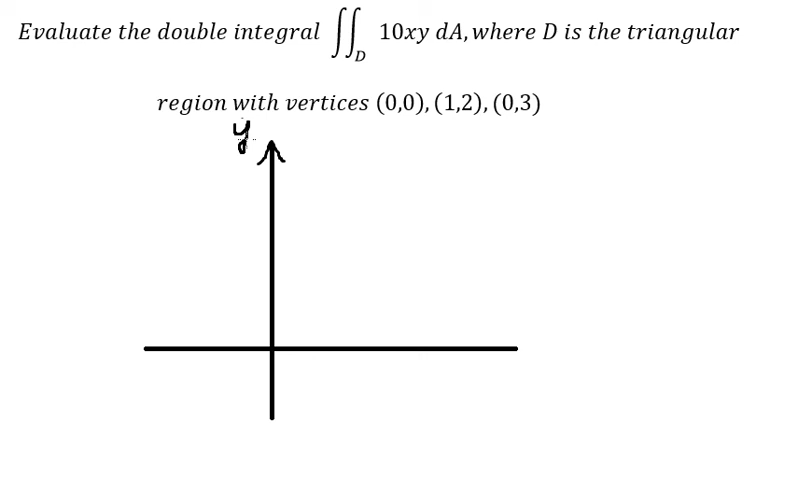 Evaluate the double integral ∬_D 10xy dA, where D is the triangular
region with vertices (0,0), (1,2), (0,3)
y